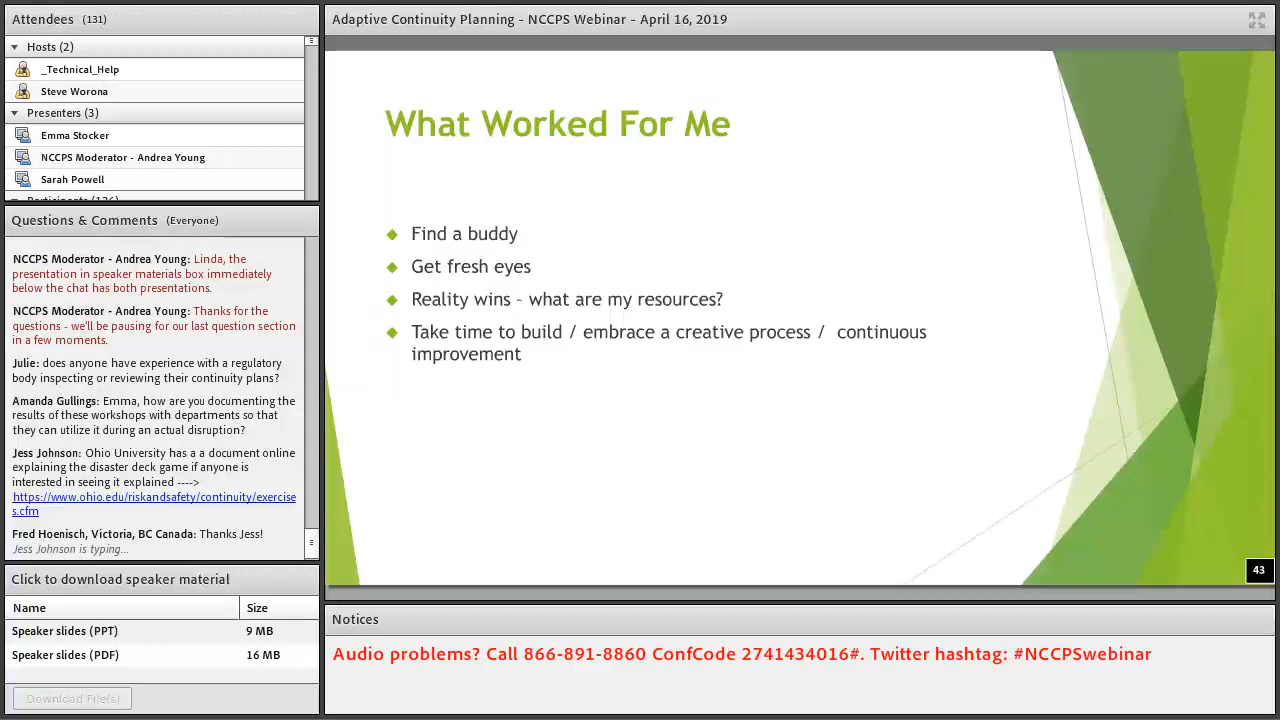 Attendees (131)
Hosts (2)
_Technical_Help
Steve Worona
Presenters (3)
Emma Stocker
NCCPS Moderator - Andrea Young
Sarah Powell
Participants (126)
Questions & Comments (Everyone)
NCCPS Moderator - Andrea Young: Linda, the
presentation in speaker materials box immediately
below the chat has both presentations.
NCCPS Moderator - Andrea Young: Thanks for the
questions - we'll be pausing for our last question section
in a few moments.
Julie: does anyone have experience with a regulatory
body inspecting or reviewing their continuity plans?
Amanda Gullings: Emma, how are you documenting the
results of these workshops with departments so that
they can utilize it during an actual disruption?
Jess Johnson: Ohio University has a a document online
explaining the disaster deck game if anyone is
interested in seeing it explained ---->
https://www.ohio.edu/riskandsafety/continuity/exercise
s.cfm
Fred Hoenisch, Victoria, BC Canada: Thanks Jess!
Jess Johnson is typing...
Click to download speaker material
Name Size
Speaker slides (PPT) 9 MB
Speaker slides (PDF) 16 MB
Download File(s)
Adaptive Continuity Planning - NCCPS Webinar - April 16, 2019
What Worked For Me
Find a buddy
Get fresh eyes
Reality wins – what are my resources?
Take time to build / embrace a creative process / continuous
improvement
43
Notices
Audio problems? Call 866-891-8860 ConfCode 2741434016#. Twitter hashtag: #NCCPSwebinar